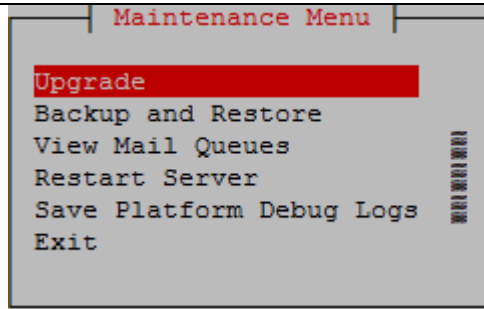 Maintenance Menu
Upgrade
Backup and Restore
View Mail Queues
Restart Server
Save Platform Debug Logs
Exit